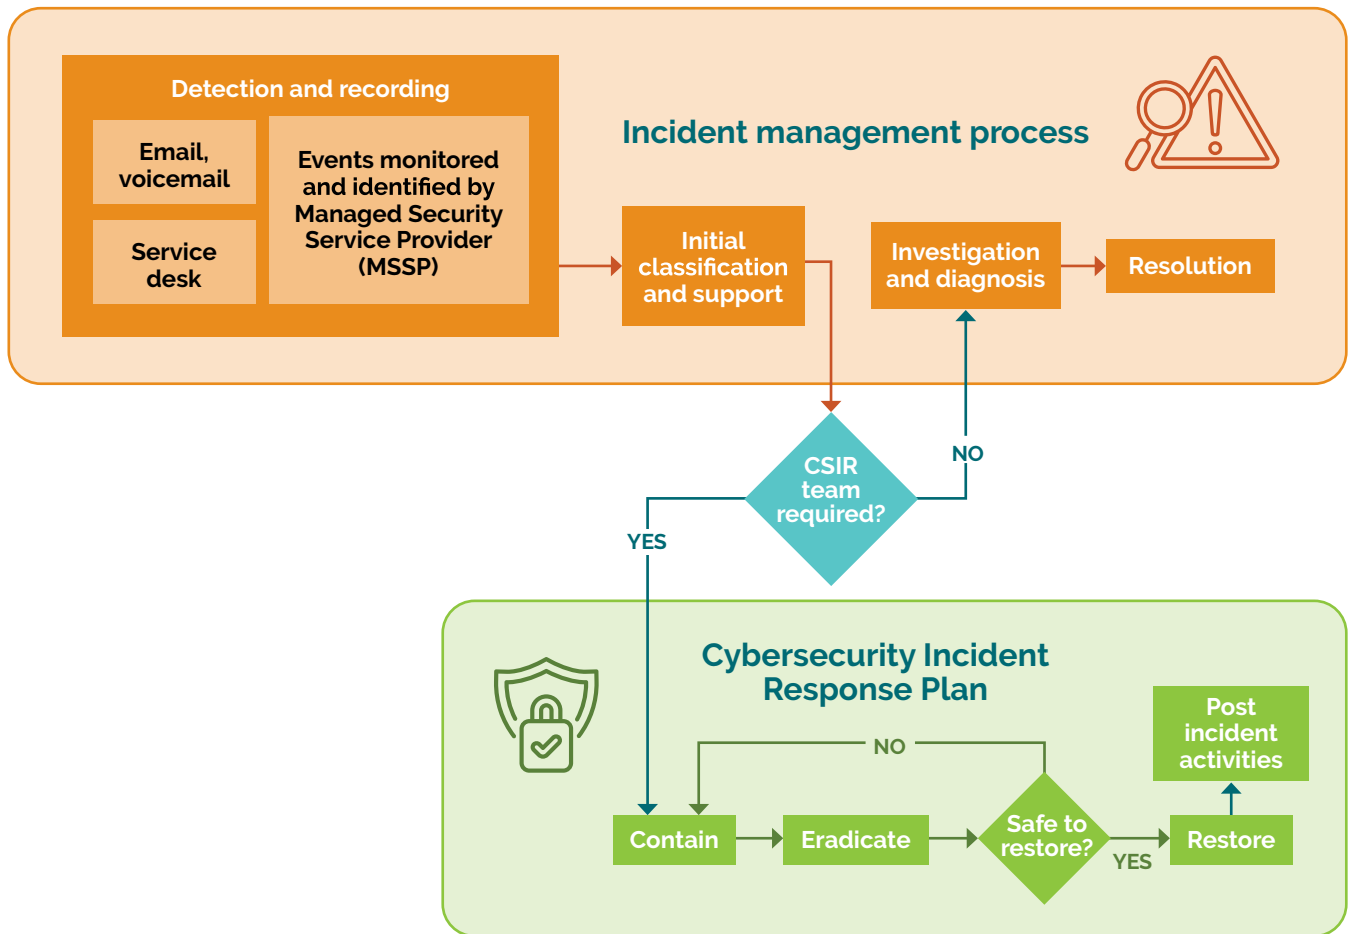 Detection and recording
Email,
voicemail
Service
desk
Events monitored
and identified by
Managed Security
Service Provider
(MSSP)
Incident management process
Initial
classification
and support
Investigation
and diagnosis
Resolution
CSIR
team
required?
NO
YES
Cybersecurity Incident
Response Plan
Post
incident
activities
NO
Contain
Eradicate
Safe to
restore?
YES
Restore